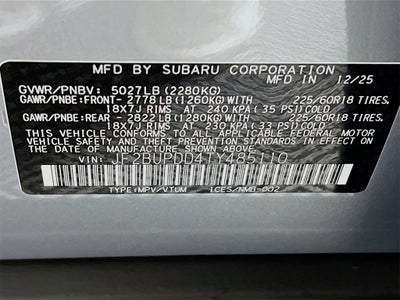 MFD BY SUBARU CORPORATION IN 12/25
GVWR/PNBV: 5027LB (2280KG)
GAWR/PNBE:FRONT- 2778LB (1260KG)WITH 225/60R18 TIRES.
18X7J RIMS AT 240 KPA (35 PSI)COLD
GAWR/PNBE:REAR - 2822LB (1280KG)WITH 225/60R18 TIRES.
18X7J RIMS AT 230 KPA (33 PSI)COLD
THIS VEHICLE CONFORMS TO ALL APPLICABLE FEDERAL MOTOR
VEHICLE SAFETY STANDARDS AND THEFT PREVENTION
STANDARD IN EFFECT ON THE DATE OF MANUFACTURE SHOWN ABOVE.
VIN: JF2BUPDD4TY485110
TYPE:MPV/VTUM ICES/NMB-002